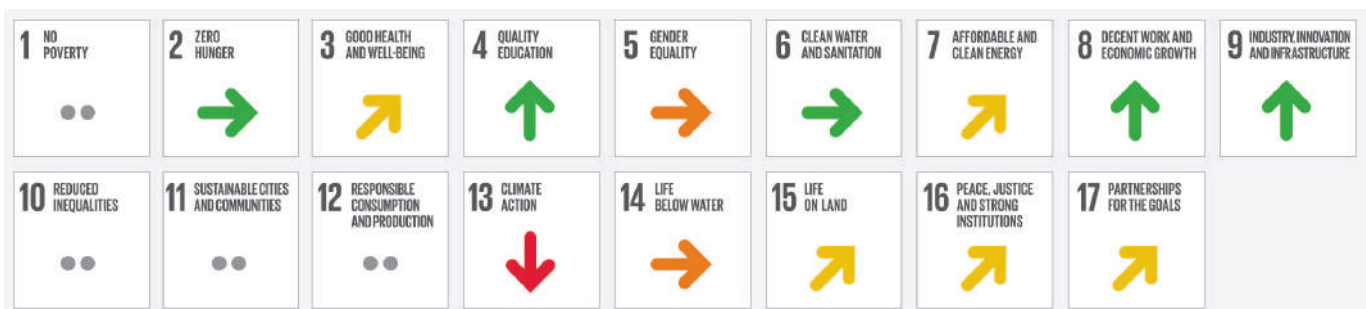 1 NO
POVERTY
2 ZERO
HUNGER
3 GOOD HEALTH
AND WELL-BEING
4 QUALITY
EDUCATION
5 GENDER
EQUALITY
6 CLEAN WATER
AND SANITATION
7 AFFORDABLE AND
CLEAN ENERGY
8 DECENT WORK AND
ECONOMIC GROWTH
9 INDUSTRY, INNOVATION
AND INFRASTRUCTURE
10 REDUCED
INEQUALITIES
11 SUSTAINABLE CITIES
AND COMMUNITIES
12 RESPONSIBLE
CONSUMPTION
AND PRODUCTION
13 CLIMATE
ACTION
14 LIFE
BELOW WATER
15 LIFE
ON LAND
16 PEACE, JUSTICE
AND STRONG
INSTITUTIONS
17 PARTNERSHIPS
FOR THE GOALS